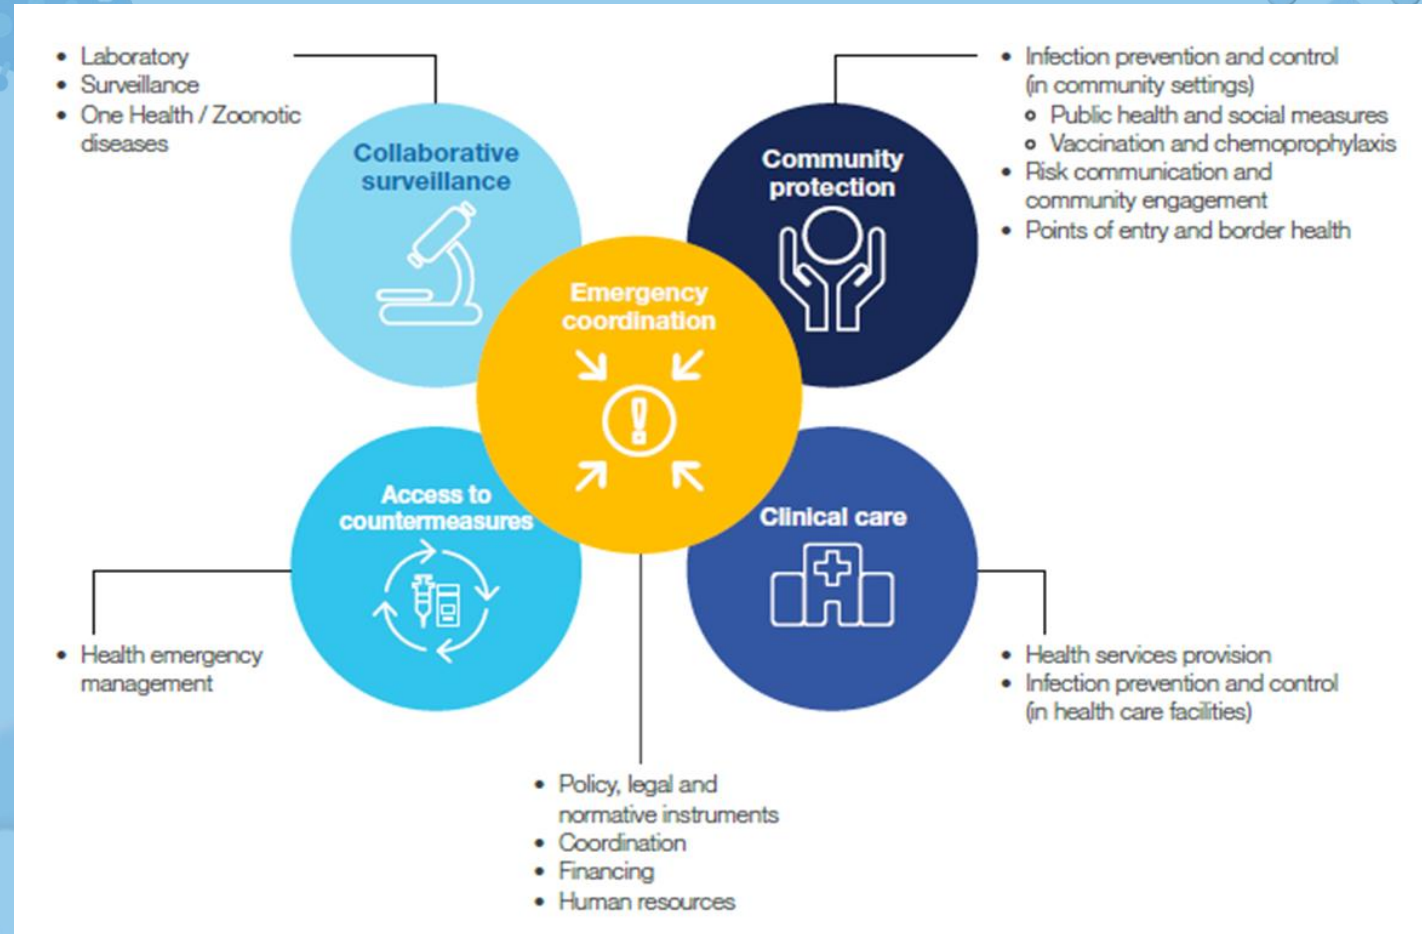 • Laboratory
• Surveillance
• One Health / Zoonotic
diseases
Collaborative
surveillance
Community
protection
• Infection prevention and control
(in community settings)
Public health and social measures
Vaccination and chemoprophylaxis
• Risk communication and
community engagement
• Points of entry and border health
Emergency
coordination
Access to
countermeasures
Clinical care
• Health emergency
management
• Health services provision
• Infection prevention and control
(in health care facilities)
• Policy, legal and
normative instruments
• Coordination
• Financing
• Human resources